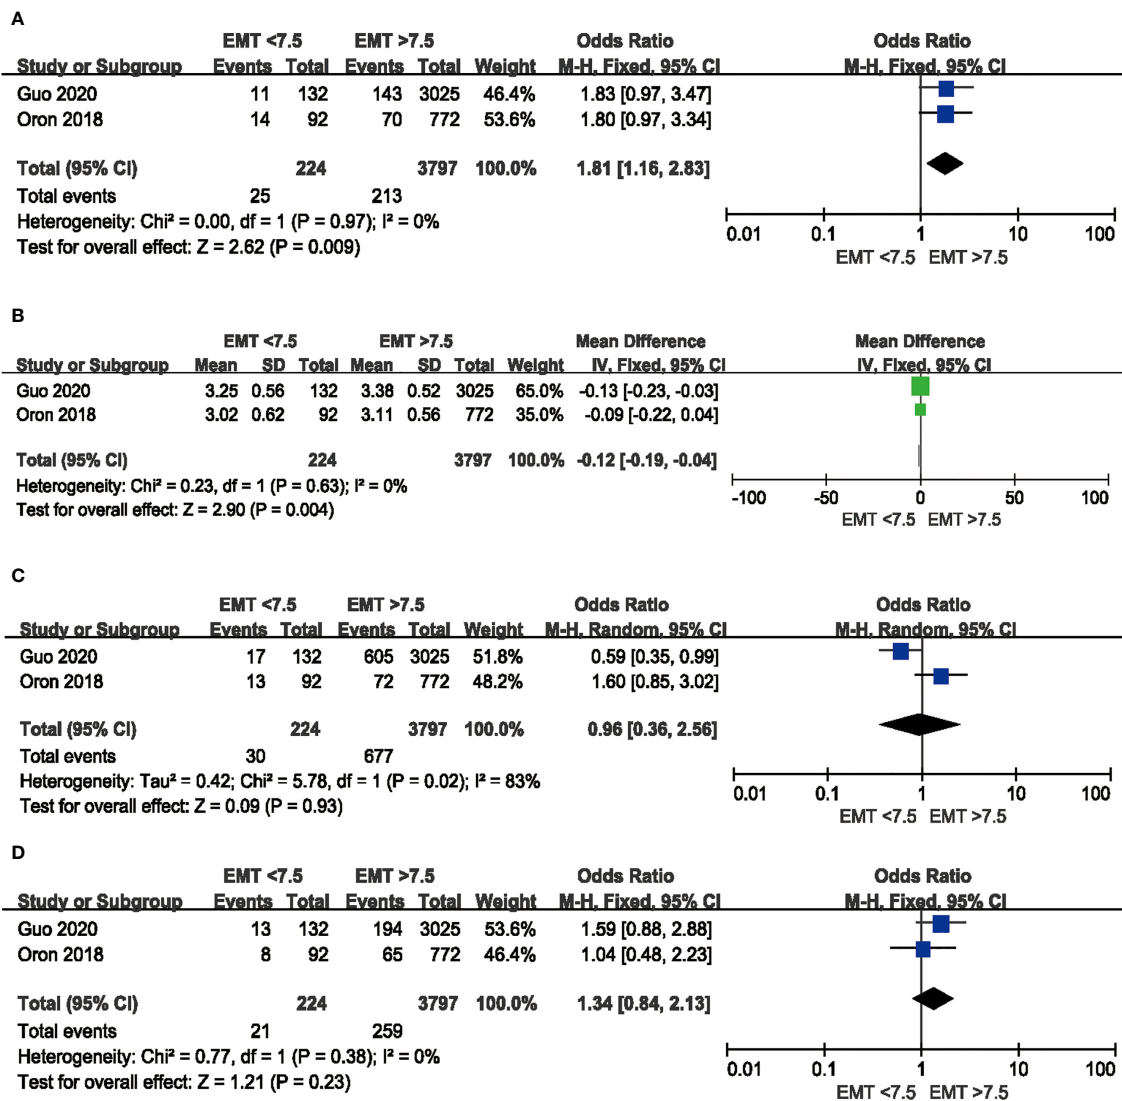 A
EMT <7.5 EMT >7.5 Odds Ratio Odds Ratio
Study or Subgroup Events Total Events Total Weight M-H, Fixed, 95% CI M-H, Fixed, 95% CI
Guo 2020 11 132 143 3025 46.4% 1.83 [0.97, 3.47]
Oron 2018 14 92 70 772 53.6% 1.80 [0.97, 3.34]
Total (95% CI) 224 3797 100.0% 1.81 [1.16, 2.83]
Total events 25 213
Heterogeneity: Chi² = 0.00, df = 1 (P = 0.97); I² = 0%
Test for overall effect: Z = 2.62 (P = 0.009)
0.01 0.1 1 10 100
EMT <7.5 EMT >7.5
B
EMT <7.5 EMT >7.5 Mean Difference Mean Difference
Study or Subgroup Mean SD Total Mean SD Total Weight IV, Fixed, 95% CI IV, Fixed, 95% CI
Guo 2020 3.25 0.56 132 3.38 0.52 3025 65.0% -0.13 [-0.23, -0.03]
Oron 2018 3.02 0.62 92 3.11 0.56 772 35.0% -0.09 [-0.22, 0.04]
Total (95% CI) 224 3797 100.0% -0.12 [-0.19, -0.04]
Heterogeneity: Chi² = 0.23, df = 1 (P = 0.63); I² = 0%
Test for overall effect: Z = 2.90 (P = 0.004)
-100 -50 0 50 100
EMT <7.5 EMT >7.5
C
EMT <7.5 EMT >7.5 Odds Ratio Odds Ratio
Study or Subgroup Events Total Events Total Weight M-H, Random, 95% CI M-H, Random, 95% CI
Guo 2020 17 132 605 3025 51.8% 0.59 [0.35, 0.99]
Oron 2018 13 92 72 772 48.2% 1.60 [0.85, 3.02]
Total (95% CI) 224 3797 100.0% 0.96 [0.36, 2.56]
Total events 30 677
Heterogeneity: Tau² = 0.42; Chi² = 5.78, df = 1 (P = 0.02); I² = 83%
Test for overall effect: Z = 0.09 (P = 0.93)
0.01 0.1 1 10 100
EMT <7.5 EMT >7.5
D
EMT <7.5 EMT >7.5 Odds Ratio Odds Ratio
Study or Subgroup Events Total Events Total Weight M-H, Fixed, 95% CI M-H, Fixed, 95% CI
Guo 2020 13 132 194 3025 53.6% 1.59 [0.88, 2.88]
Oron 2018 8 92 65 772 46.4% 1.04 [0.48, 2.23]
Total (95% CI) 224 3797 100.0% 1.34 [0.84, 2.13]
Total events 21 259
Heterogeneity: Chi² = 0.77, df = 1 (P = 0.38); I² = 0%
Test for overall effect: Z = 1.21 (P = 0.23)
0.01 0.1 1 10 100
EMT <7.5 EMT >7.5